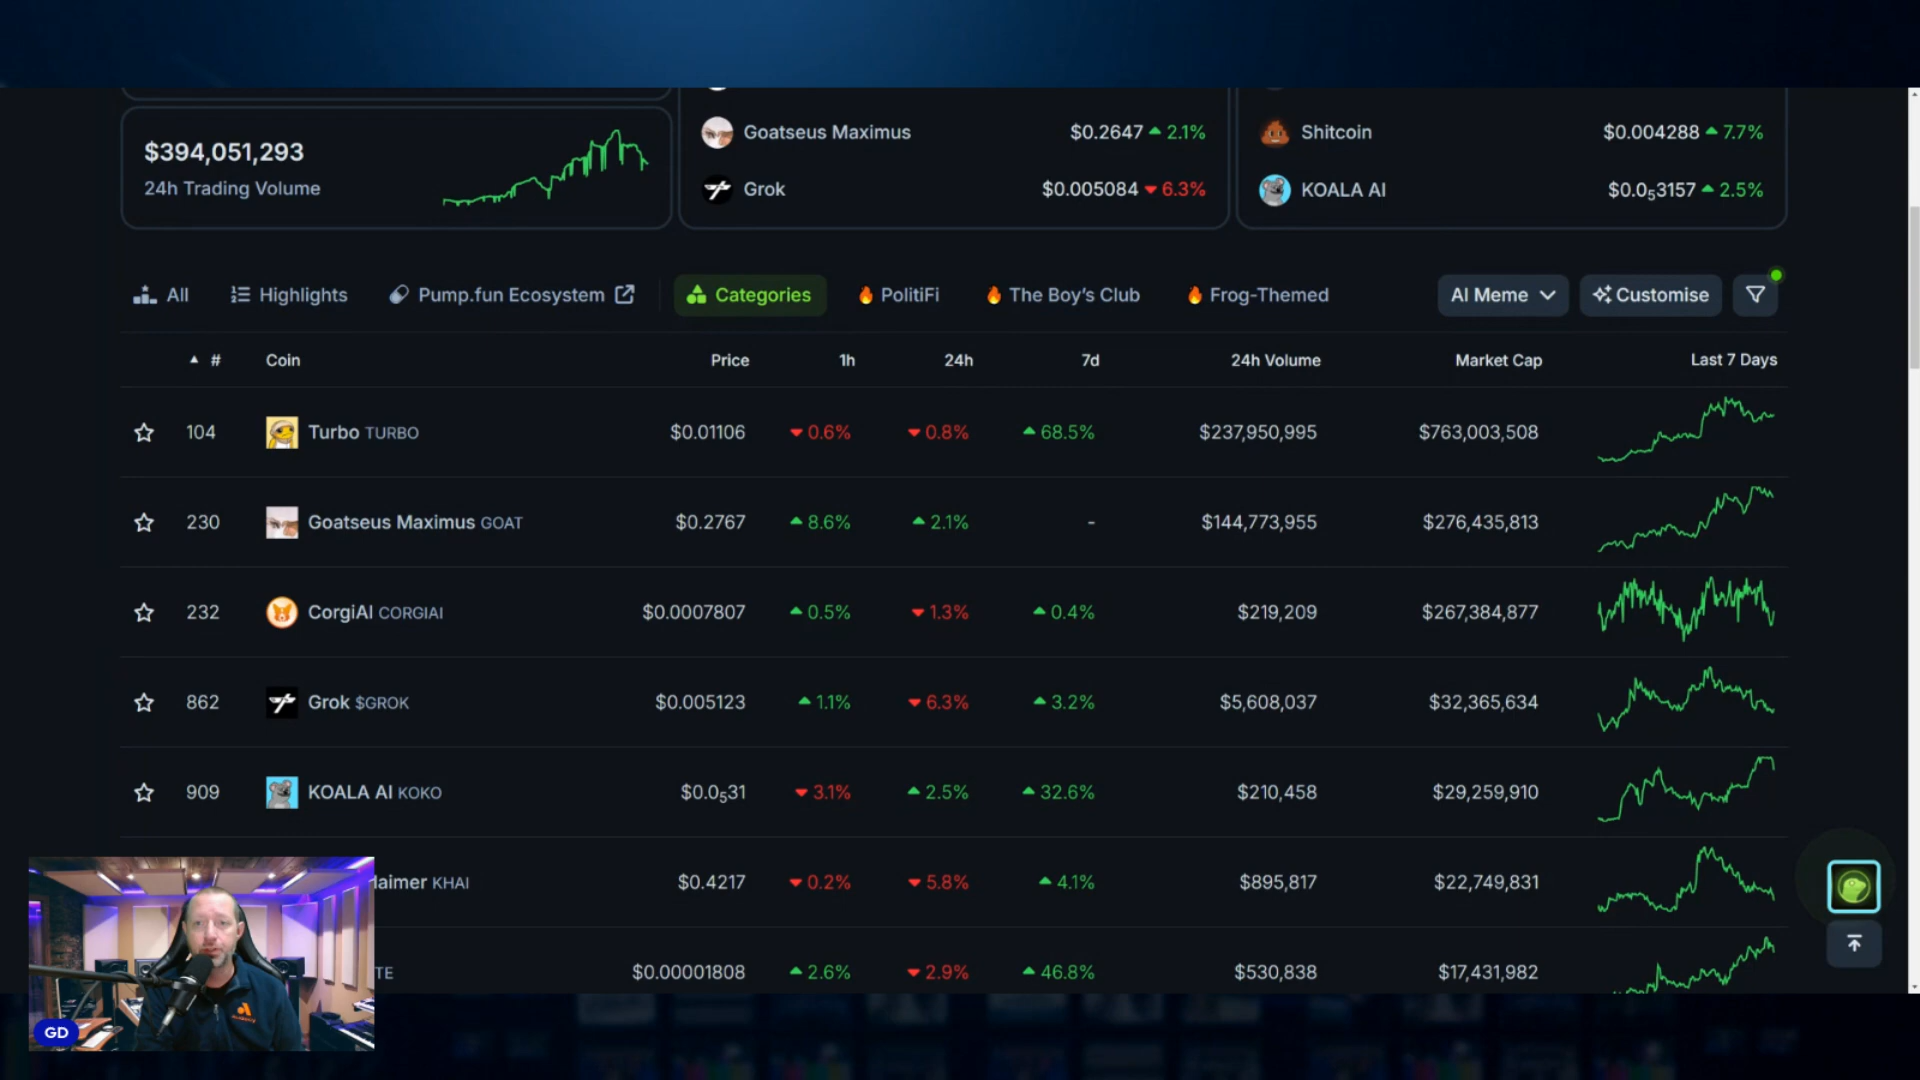 $394,051,293
24h Trading Volume
Goatseus Maximus $0.2647 2.1%
Grok $0.005084 6.3%
Shitcoin $0.004288 7.7%
KOALA AI $0.0₅3157 2.5%
All Highlights Pump.fun Ecosystem Categories PolitiFi The Boy's Club Frog-Themed AI Meme Customise
# Coin Price 1h 24h 7d 24h Volume Market Cap Last 7 Days
104 Turbo TURBO $0.01106 0.6% 0.8% 68.5% $237,950,995 $763,003,508
230 Goatseus Maximus GOAT $0.2767 8.6% 2.1% - $144,773,955 $276,435,813
232 CorgiAI CORGIAI $0.0007807 0.5% 1.3% 0.4% $219,209 $267,384,877
862 Grok $GROK $0.005123 1.1% 6.3% 3.2% $5,608,037 $32,365,634
909 KOALA AI KOKO $0.0₅31 3.1% 2.5% 32.6% $210,458 $29,259,910
laimer KHAI $0.4217 0.2% 5.8% 4.1% $895,817 $22,749,831
TE $0.00001808 2.6% 2.9% 46.8% $530,838 $17,431,982
GD